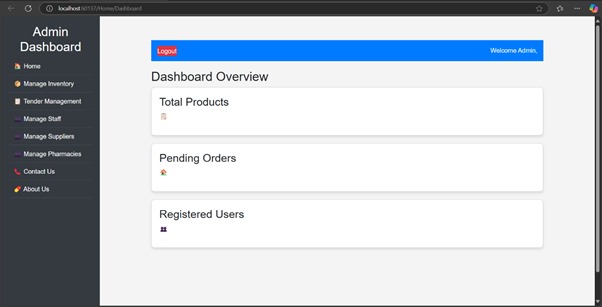 localhost:60137/Home/Dashboard
Admin
Dashboard
Home
Manage Inventory
Tender Management
Manage Staff
Manage Suppliers
Manage Pharmacies
Contact Us
About Us
Logout
Welcome Admin,
Dashboard Overview
Total Products
Pending Orders
Registered Users